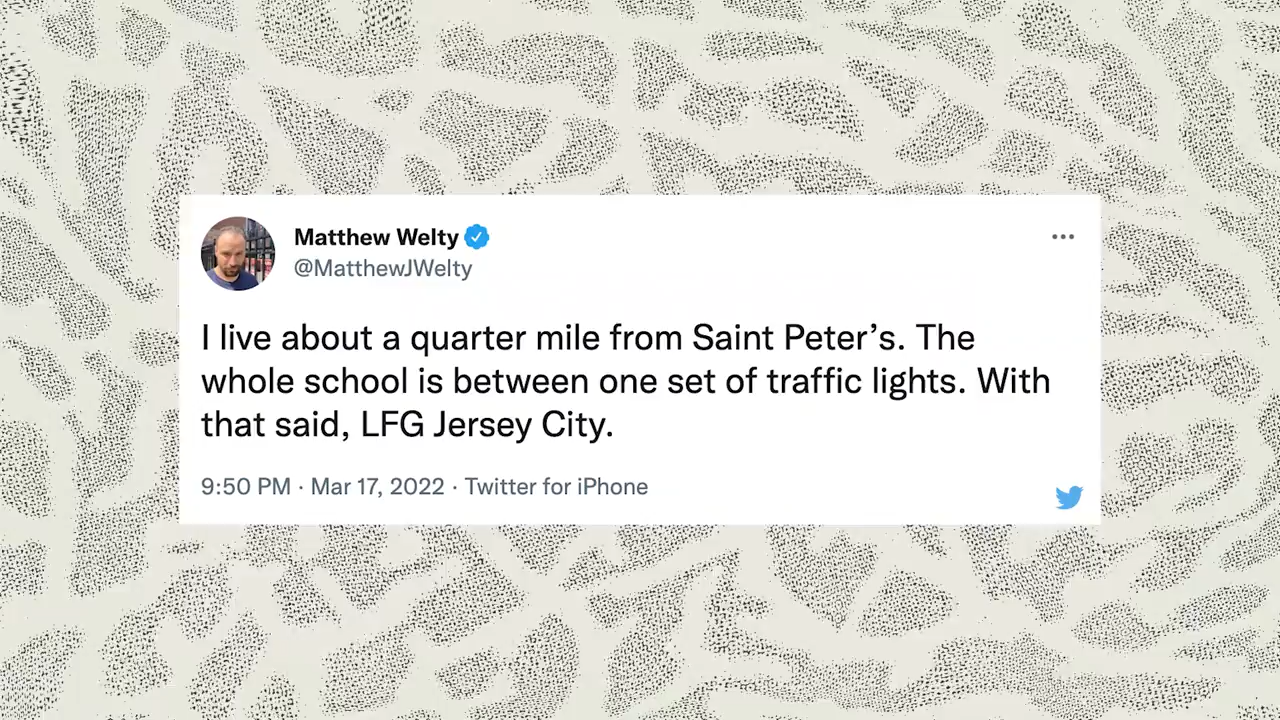 Matthew Welty
@MatthewJWelty
I live about a quarter mile from Saint Peter’s. The
whole school is between one set of traffic lights. With
that said, LFG Jersey City.
9:50 PM · Mar 17, 2022 · Twitter for iPhone